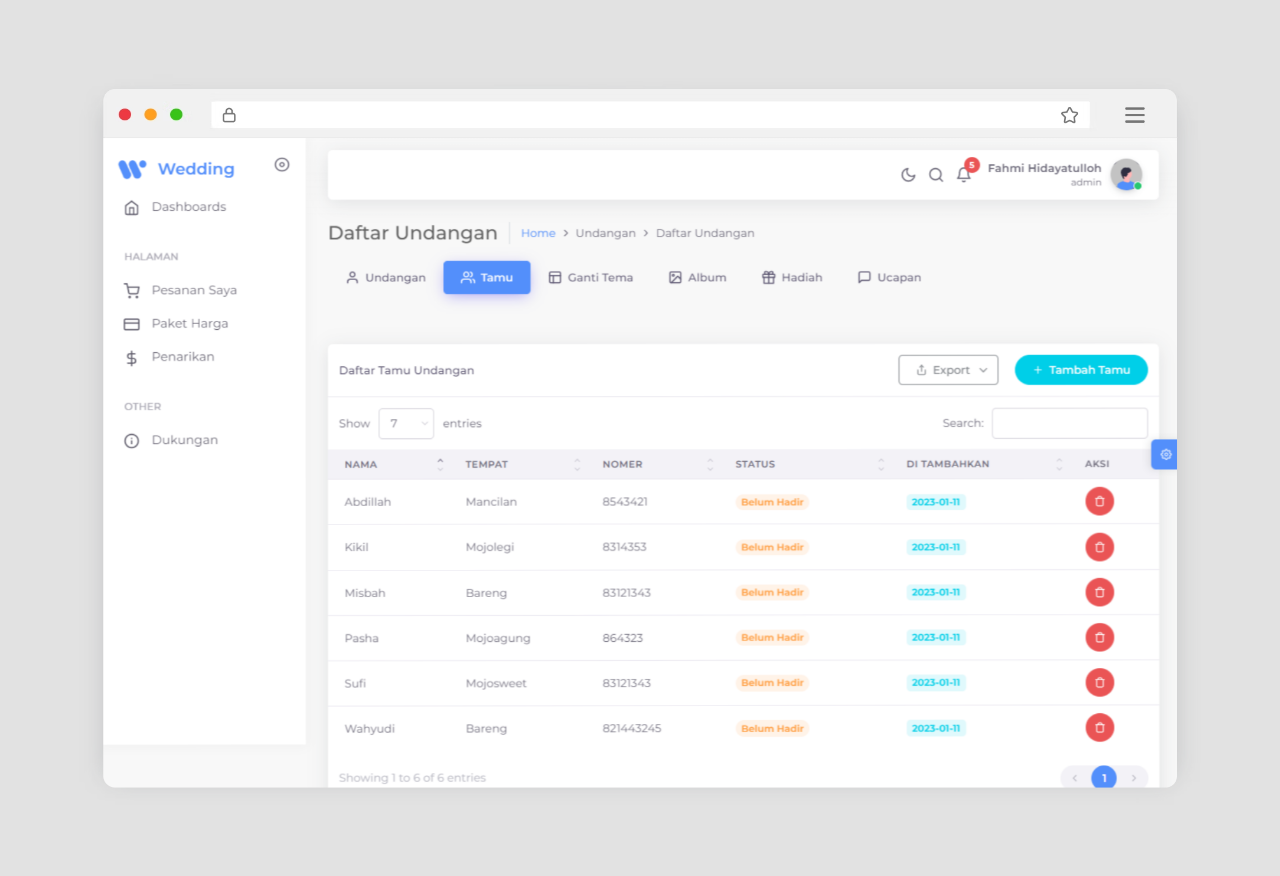 Wedding
5
Fahmi Hidayatulloh
admin
Dashboards
HALAMAN
Pesanan Saya
Paket Harga
Penarikan
OTHER
Dukungan
Daftar Undangan
Home > Undangan > Daftar Undangan
Undangan Tamu Ganti Tema Album Hadiah Ucapan
Daftar Tamu Undangan Export + Tambah Tamu
Show 7 entries Search:
NAMA TEMPAT NOMER STATUS DI TAMBAHKAN AKSI
Abdillah Mancilan 8543421 Belum Hadir 2023-01-11
Kikil Mojolegi 8314353 Belum Hadir 2023-01-11
Misbah Bareng 83121343 Belum Hadir 2023-01-11
Pasha Mojoagung 864323 Belum Hadir 2023-01-11
Sufi Mojosweet 83121343 Belum Hadir 2023-01-11
Wahyudi Bareng 821443245 Belum Hadir 2023-01-11
Showing 1 to 6 of 6 entries < 1 >